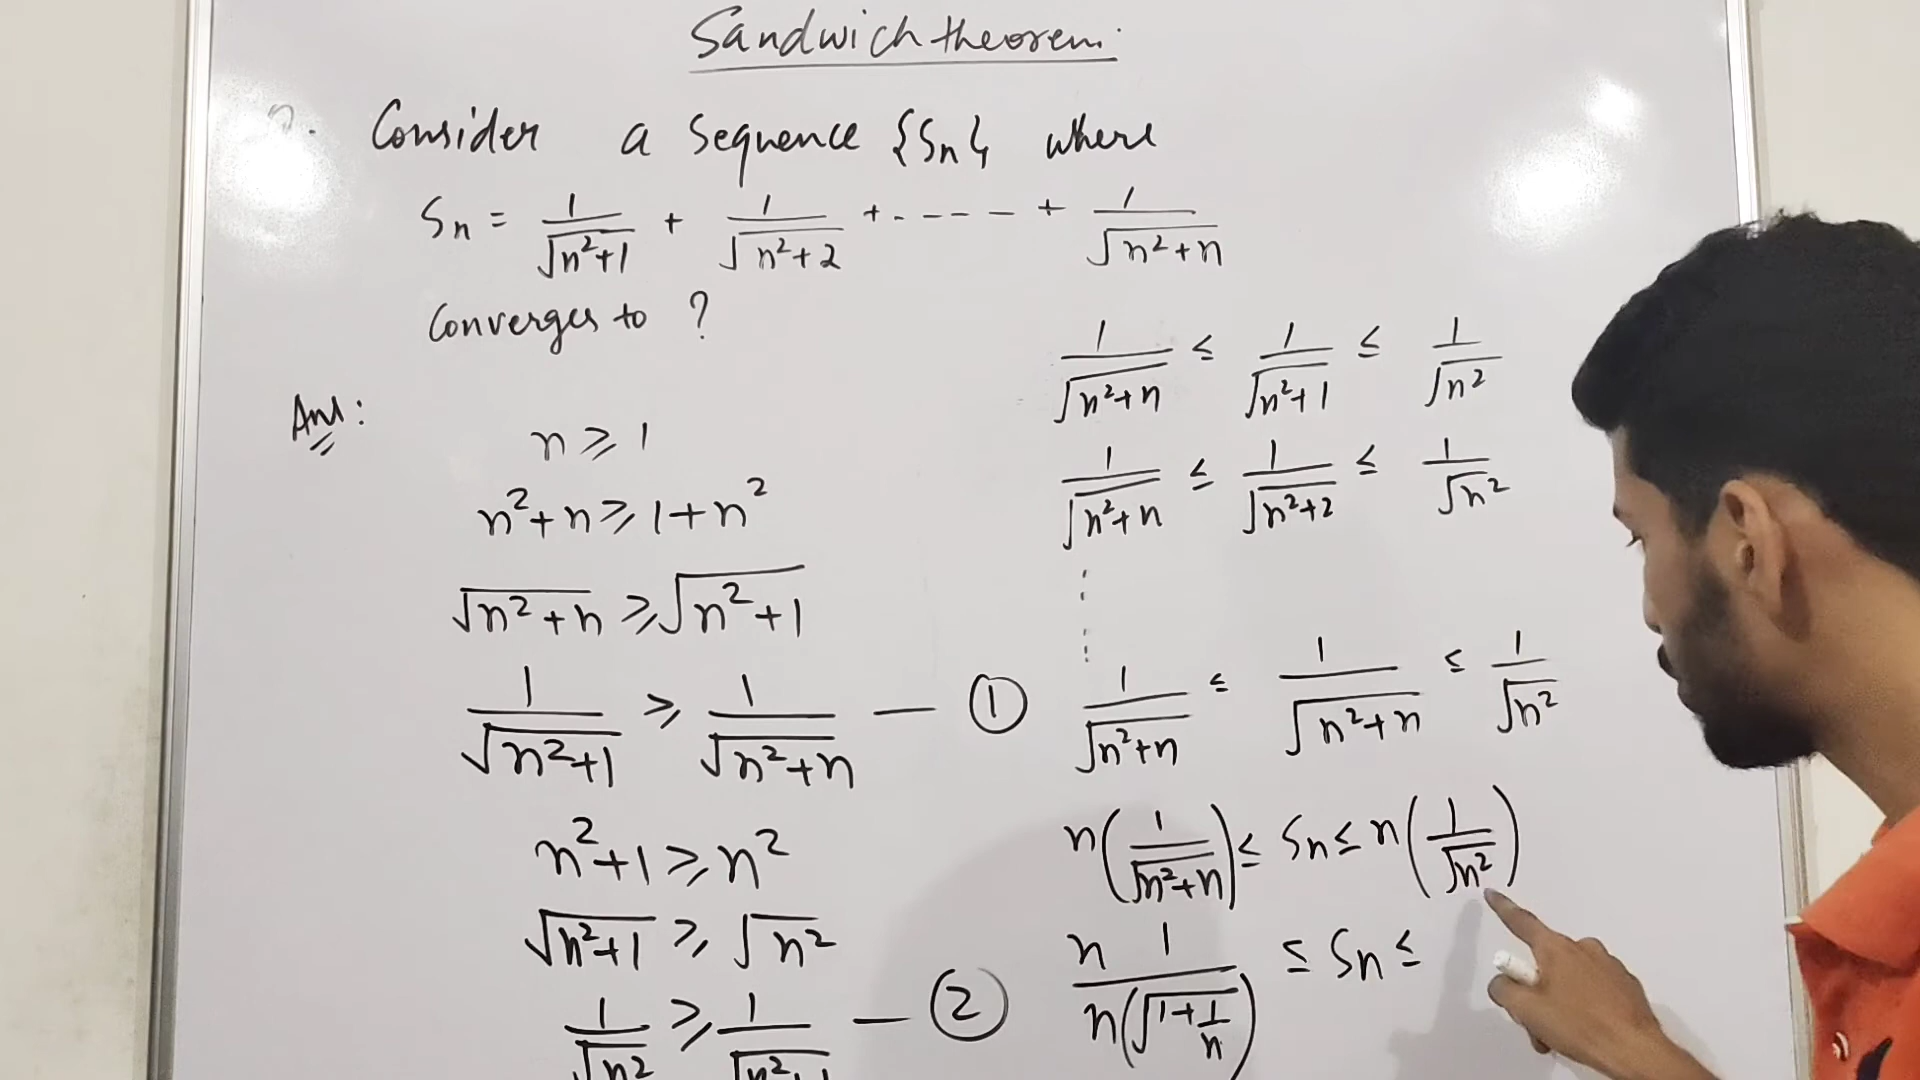 Sandwich theorem.
Consider a sequence {Sn} where
Sn = 1/√(n²+1) + 1/√(n²+2) + ---- + 1/√(n²+n)
Converges to ?
Ans:
n ≥ 1
n²+n ≥ 1+n²
√(n²+n) ≥ √(n²+1)
1/√(n²+1) ≥ 1/√(n²+n) — ①
n²+1 ≥ n²
√(n²+1) ≥ √n²
1/√n² ≥ 1/√(n²+1) — ②
1/√(n²+n) ≤ 1/√(n²+1) ≤ 1/√n²
1/√(n²+n) ≤ 1/√(n²+2) ≤ 1/√n²
1/√(n²+n) ≤ 1/√(n²+n) ≤ 1/√n²
n(1/√(n²+n)) ≤ Sn ≤ n(1/√n²)
n 1/n(√(1+1/n)) ≤ Sn ≤